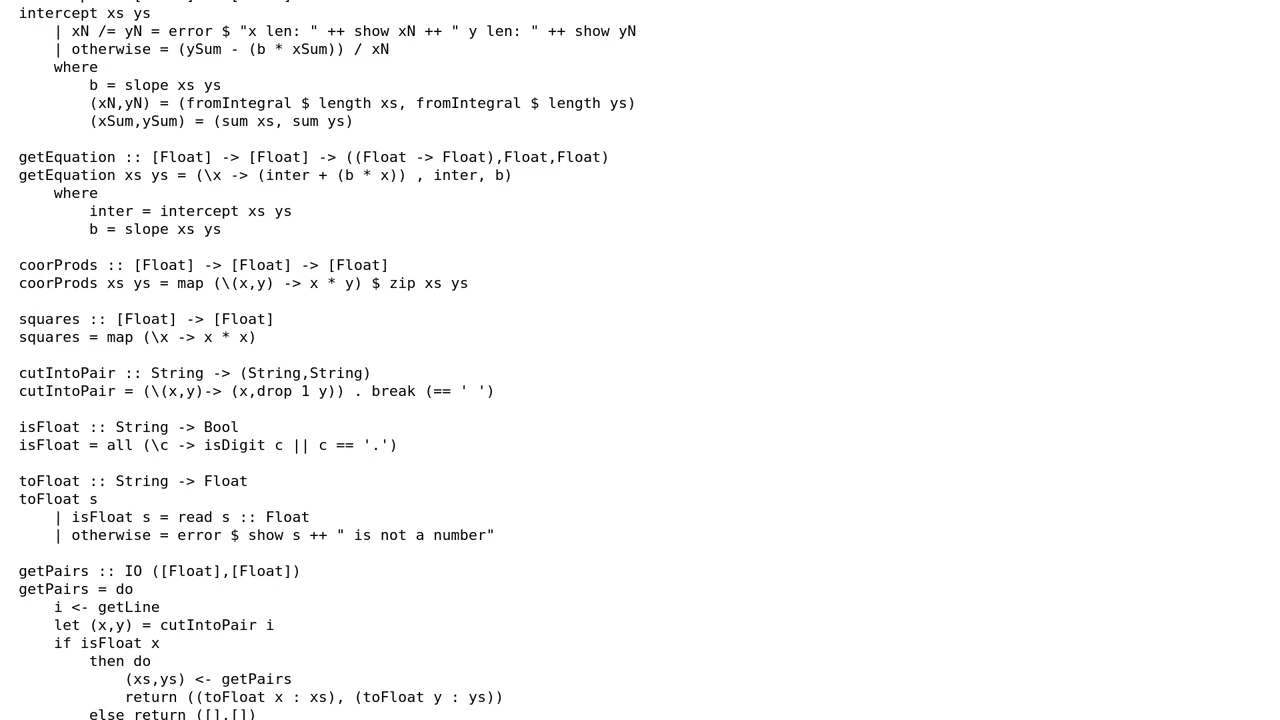 intercept xs ys
    | xN /= yN = error $ "x len: " ++ show xN ++ " y len: " ++ show yN
    | otherwise = (ySum - (b * xSum)) / xN
    where
        b = slope xs ys
        (xN,yN) = (fromIntegral $ length xs, fromIntegral $ length ys)
        (xSum,ySum) = (sum xs, sum ys)

getEquation :: [Float] -> [Float] -> ((Float -> Float),Float,Float)
getEquation xs ys = (\x -> (inter + (b * x)) , inter, b)
    where
        inter = intercept xs ys
        b = slope xs ys

coorProds :: [Float] -> [Float] -> [Float]
coorProds xs ys = map (\(x,y) -> x * y) $ zip xs ys

squares :: [Float] -> [Float]
squares = map (\x -> x * x)

cutIntoPair :: String -> (String,String)
cutIntoPair = (\(x,y)-> (x,drop 1 y)) . break (== ' ')

isFloat :: String -> Bool
isFloat = all (\c -> isDigit c || c == '.')

toFloat :: String -> Float
toFloat s
    | isFloat s = read s :: Float
    | otherwise = error $ show s ++ " is not a number"

getPairs :: IO ([Float],[Float])
getPairs = do
    i <- getLine
    let (x,y) = cutIntoPair i
    if isFloat x
        then do
            (xs,ys) <- getPairs
            return ((toFloat x : xs), (toFloat y : ys))
        else return ([],[])